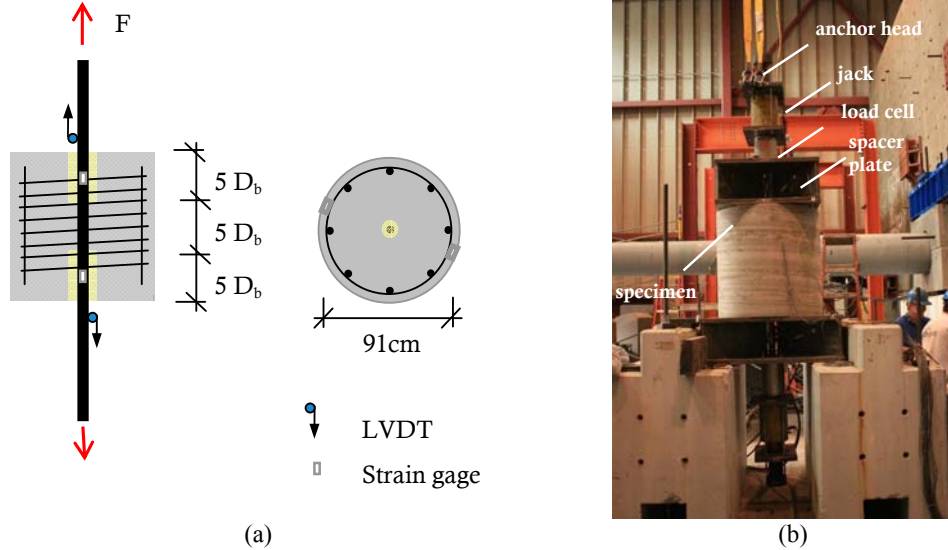 F
5 D_b
5 D_b
5 D_b
91cm
LVDT
Strain gage
(a)
anchor head
jack
load cell
spacer
plate
specimen
(b)